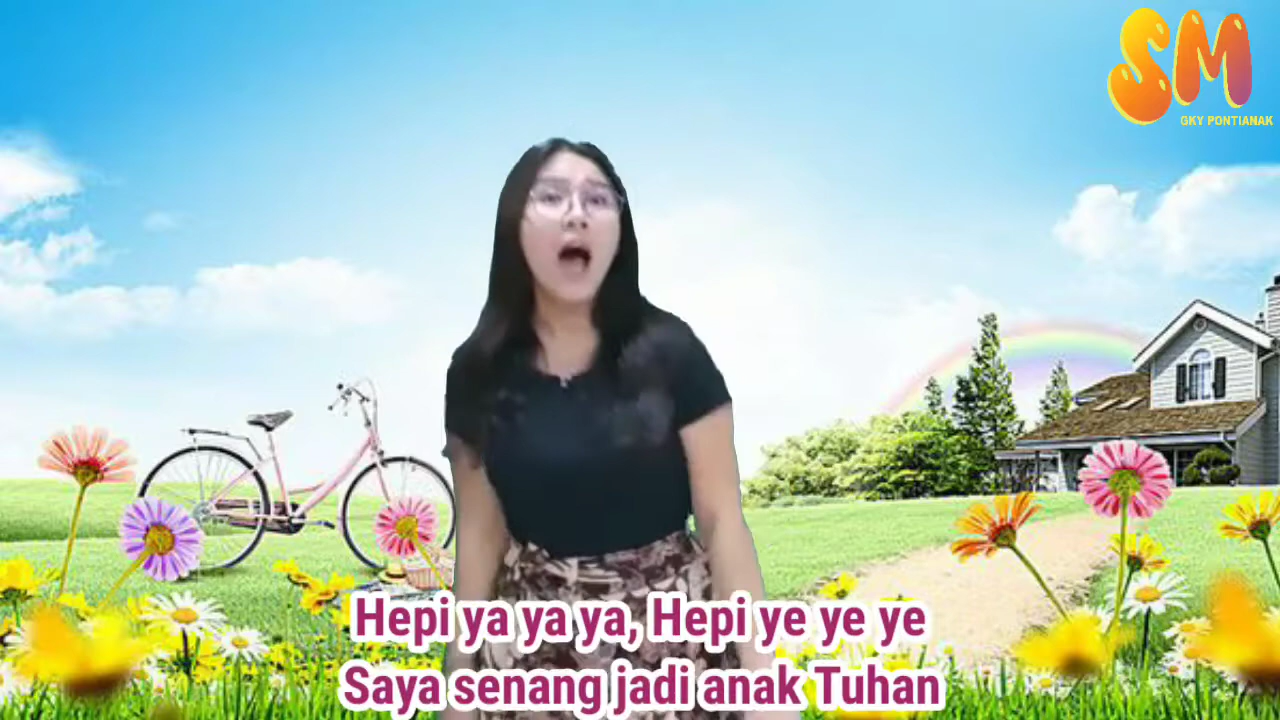 SM
GKY PONTIANAK
Hepi ya ya ya, Hepi ye ye ye
Saya senang jadi anak Tuhan